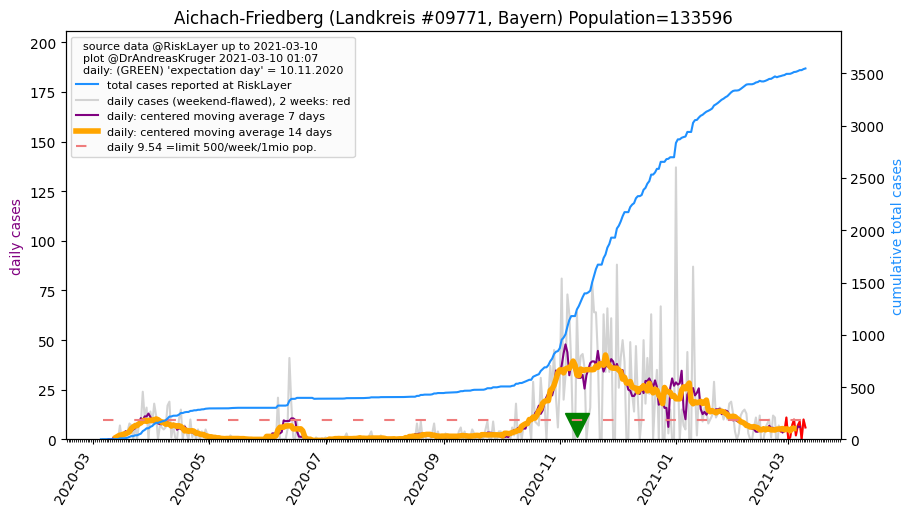 Aichach-Friedberg (Landkreis #09771, Bayern) Population=133596
source data @RiskLayer up to 2021-03-10
plot @DrAndreasKruger 2021-03-10 01:07
daily: (GREEN) 'expectation day' = 10.11.2020
total cases reported at RiskLayer
daily cases (weekend-flawed), 2 weeks: red
daily: centered moving average 7 days
daily: centered moving average 14 days
daily 9.54 =limit 500/week/1mio pop.
daily cases
200
175
150
125
100
75
50
25
0
cumulative total cases
3500
3000
2500
2000
1500
1000
500
0
2020-03
2020-05
2020-07
2020-09
2020-11
2021-01
2021-03